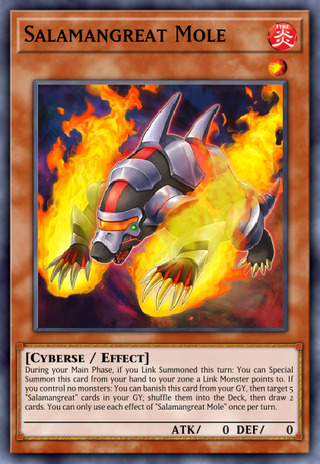 Salamangreat Mole
FIRE
炎
[Cyberse / Effect]
During your Main Phase, if you Link Summoned this turn: You can Special
Summon this card from your hand to your zone a Link Monster points to. If
you control no monsters: You can banish this card from your GY, then target 5
"Salamangreat" cards in your GY; shuffle them into the Deck, then draw 2
cards. You can only use each effect of "Salamangreat Mole" once per turn.
ATK/ 0 DEF/ 0